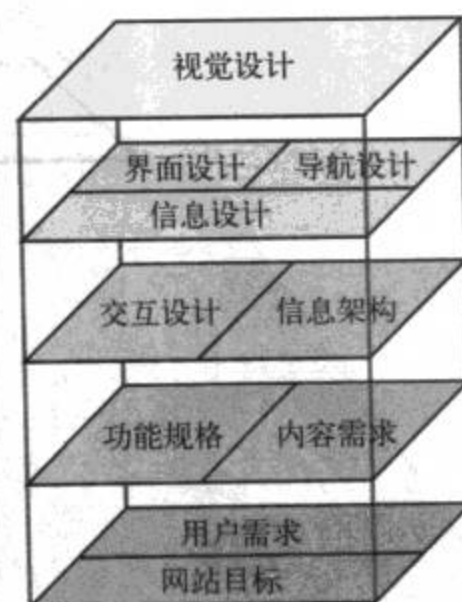 视觉设计
界面设计 导航设计
信息设计
交互设计 信息架构
功能规格 内容需求
用户需求
网站目标